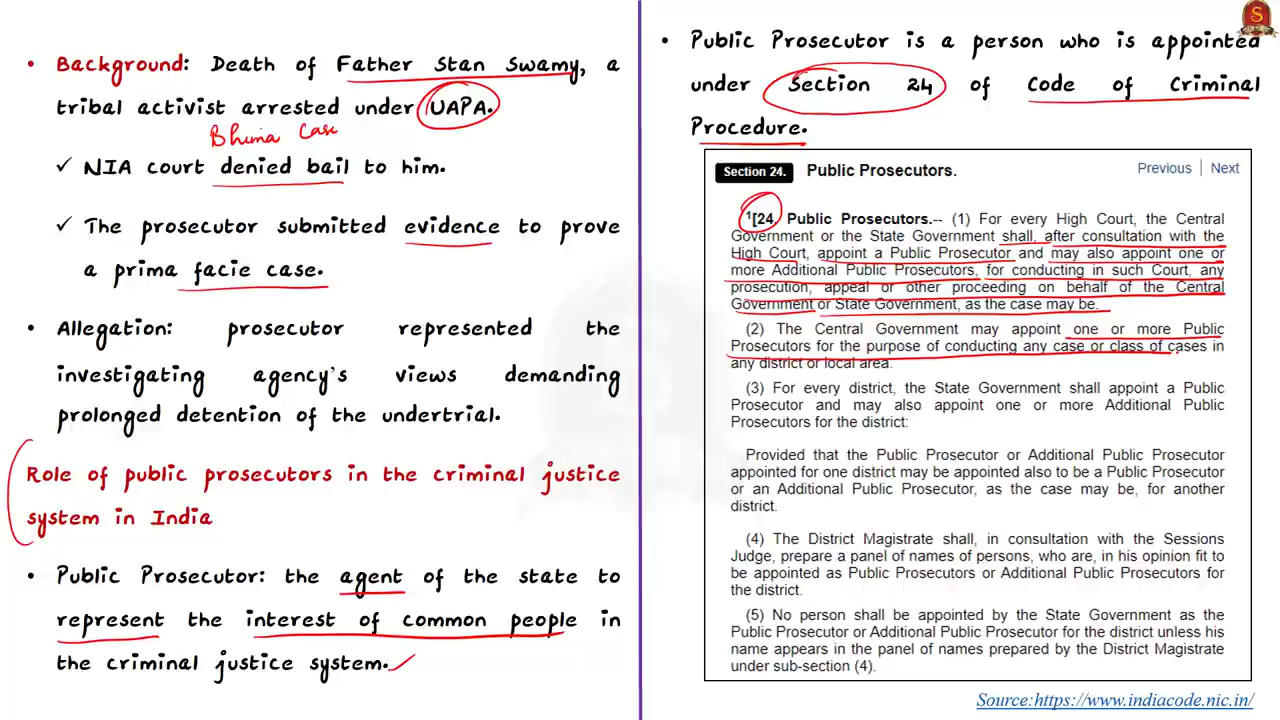 • Background: Death of Father Stan Swamy, a
tribal activist arrested under UAPA.
Bhima Case
✓ NIA court denied bail to him.
✓ The prosecutor submitted evidence to prove
a prima facie case.
• Allegation: prosecutor represented the
investigating agency's views demanding
prolonged detention of the undertrial.
Role of public prosecutors in the criminal justice
system in India
• Public Prosecutor: the agent of the state to
represent the interest of common people in
the criminal justice system.
• Public Prosecutor is a person who is appointed
under Section 24 of Code of Criminal
Procedure.
Section 24. Public Prosecutors. Previous | Next
1[24. Public Prosecutors.-- (1) For every High Court, the Central
Government or the State Government shall, after consultation with the
High Court, appoint a Public Prosecutor and may also appoint one or
more Additional Public Prosecutors, for conducting in such Court, any
prosecution, appeal or other proceeding on behalf of the Central
Government or State Government, as the case may be.
(2) The Central Government may appoint one or more Public
Prosecutors for the purpose of conducting any case or class of cases in
any district or local area.
(3) For every district, the State Government shall appoint a Public
Prosecutor and may also appoint one or more Additional Public
Prosecutors for the district:
Provided that the Public Prosecutor or Additional Public Prosecutor
appointed for one district may be appointed also to be a Public Prosecutor
or an Additional Public Prosecutor, as the case may be, for another
district.
(4) The District Magistrate shall, in consultation with the Sessions
Judge, prepare a panel of names of persons, who are, in his opinion fit to
be appointed as Public Prosecutors or Additional Public Prosecutors for
the district.
(5) No person shall be appointed by the State Government as the
Public Prosecutor or Additional Public Prosecutor for the district unless his
name appears in the panel of names prepared by the District Magistrate
under sub-section (4).
Source:https://www.indiacode.nic.in/